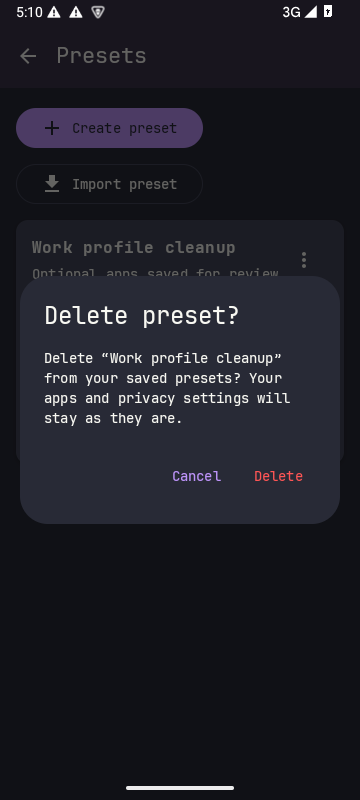 5:10
3G
Presets
Create preset
Import preset
Work profile cleanup
Optional apps saved for review
Delete preset?
Delete “Work profile cleanup”
from your saved presets? Your
apps and privacy settings will
stay as they are.
Cancel
Delete